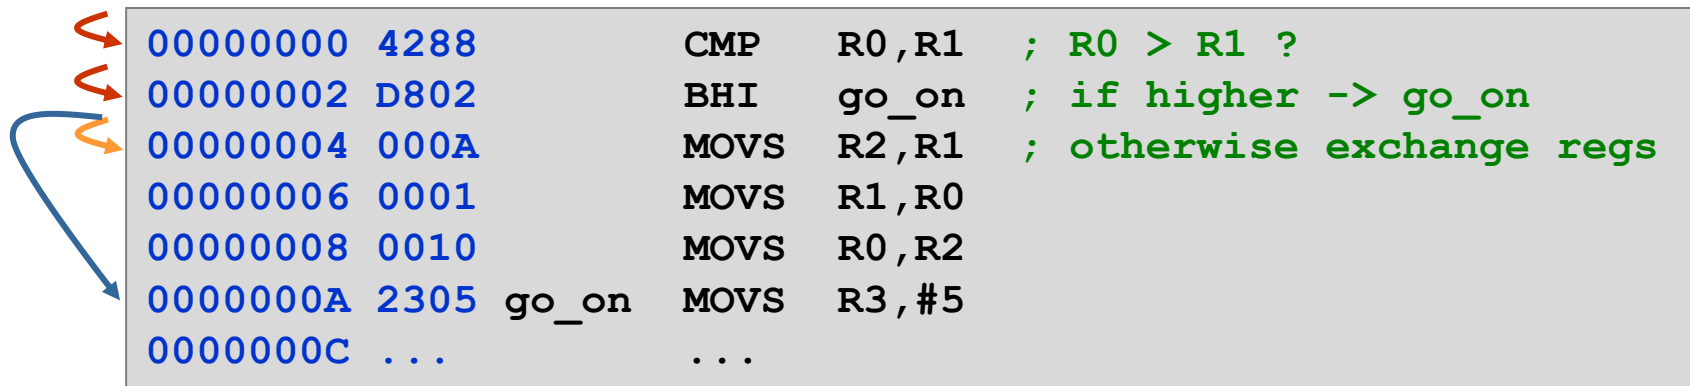 00000000 4288 CMP R0,R1 ; R0 > R1 ?
00000002 D802 BHI go_on ; if higher -> go_on
00000004 000A MOVS R2,R1 ; otherwise exchange regs
00000006 0001 MOVS R1,R0
00000008 0010 MOVS R0,R2
0000000A 2305 go_on MOVS R3,#5
0000000C ... ...